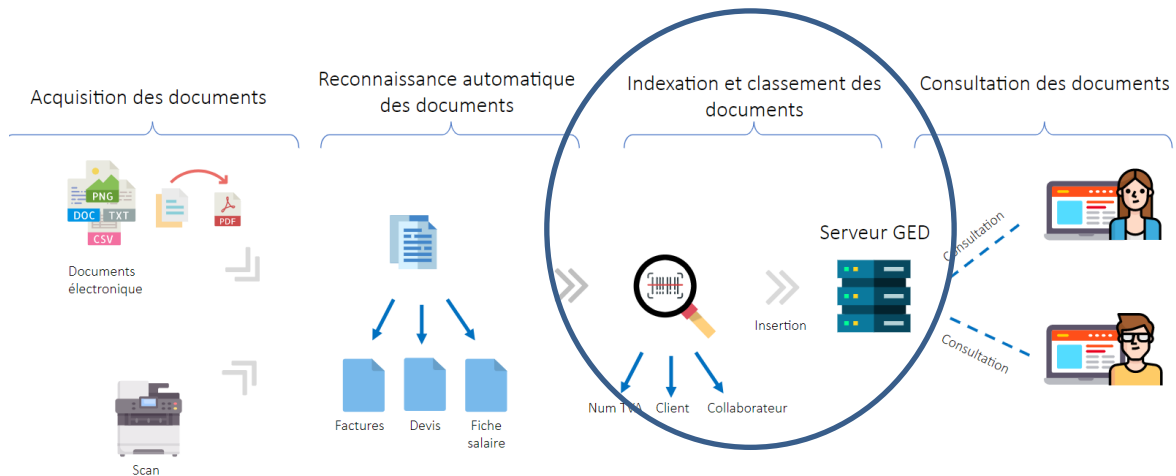 Acquisition des documents
Reconnaissance automatique
des documents
Indexation et classement des
documents
Consultation des documents
PNG
DOC
TXT
CSV
PDF
Documents
électronique
Scan
Factures
Devis
Fiche
salaire
Num TVA
Client
Collaborateur
Insertion
Serveur GED
Consultation
Consultation